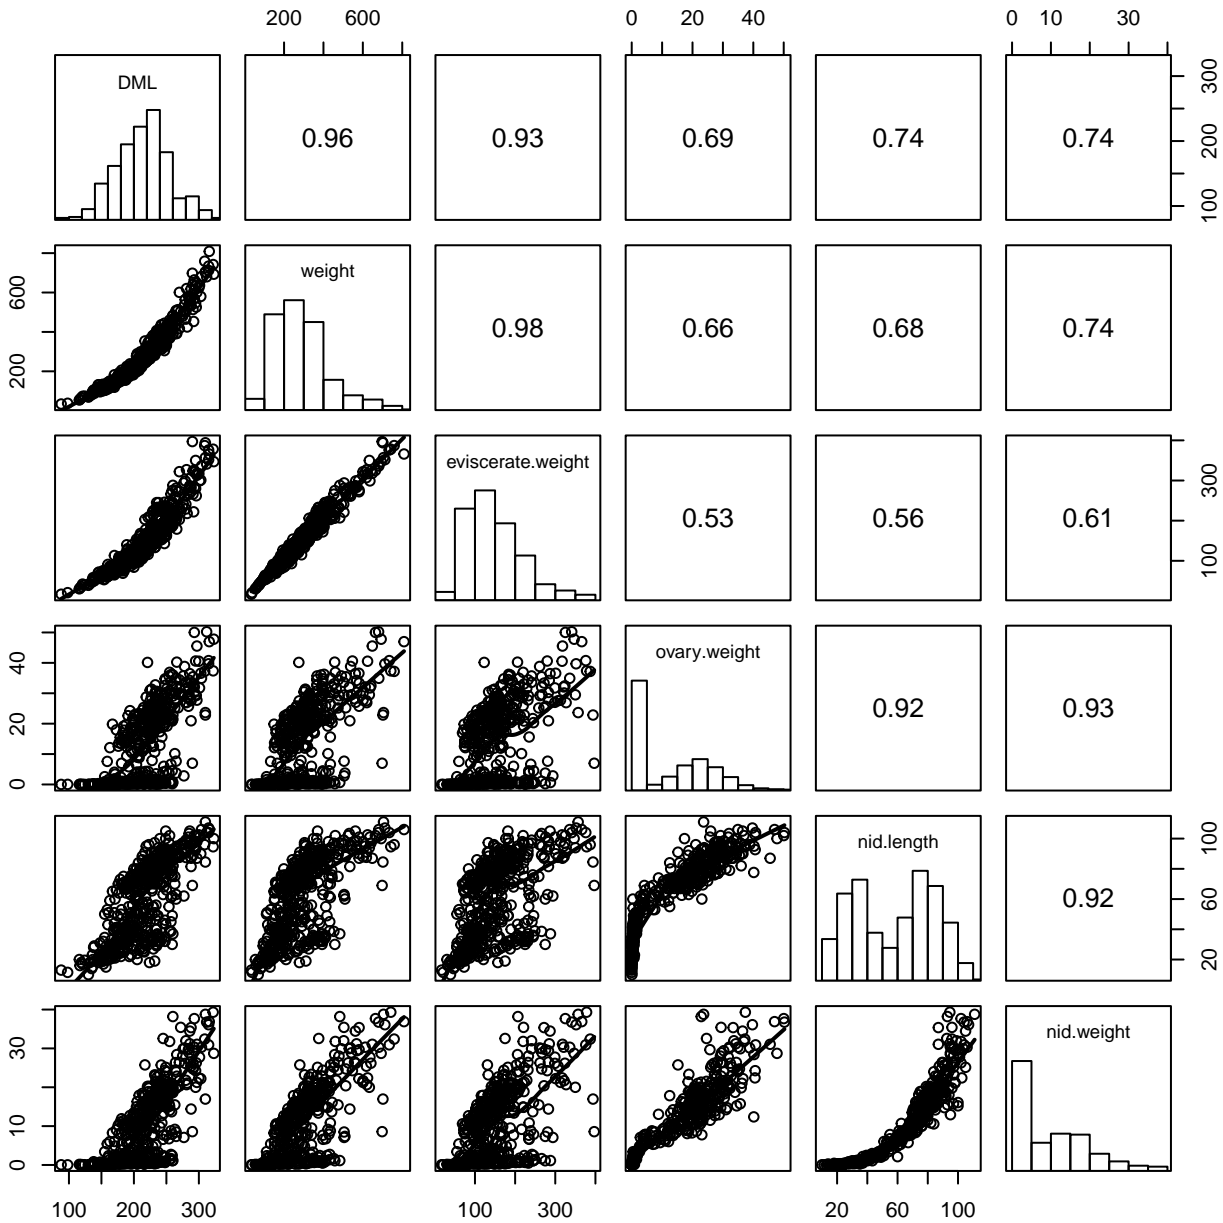 200 600 0 20 40 0 10 30
DML 0.96 0.93 0.69 0.74 0.74 100 200 300
200 600 weight 0.98 0.66 0.68 0.74
eviscerate.weight 0.53 0.56 0.61 100 300
0 20 40 ovary.weight 0.92 0.93
nid.length 0.92 20 60 100
0 10 30 nid.weight
100 200 300 100 300 20 60 100